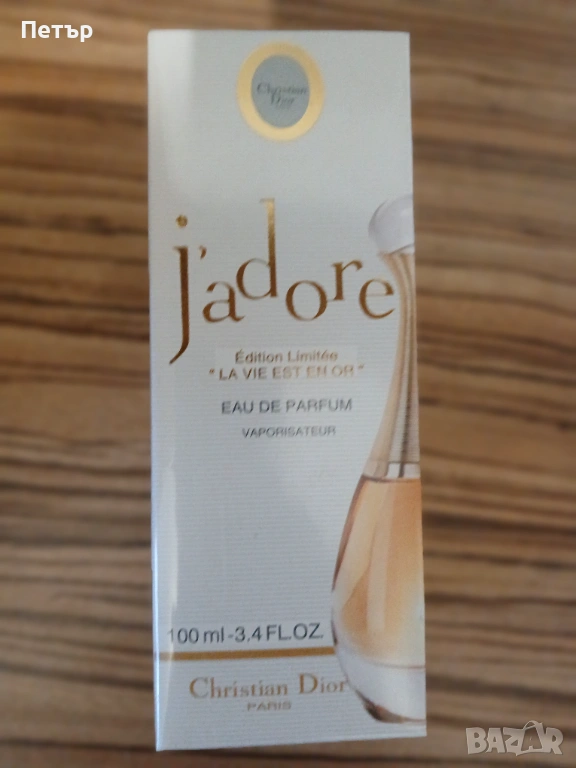 Петър
Christian
Dior
j'adore
Édition Limitée
" LA VIE EST EN OR "
EAU DE PARFUM
VAPORISATEUR
100 ml - 3.4 FL.OZ.
Christian Dior
PARIS
BAZAR